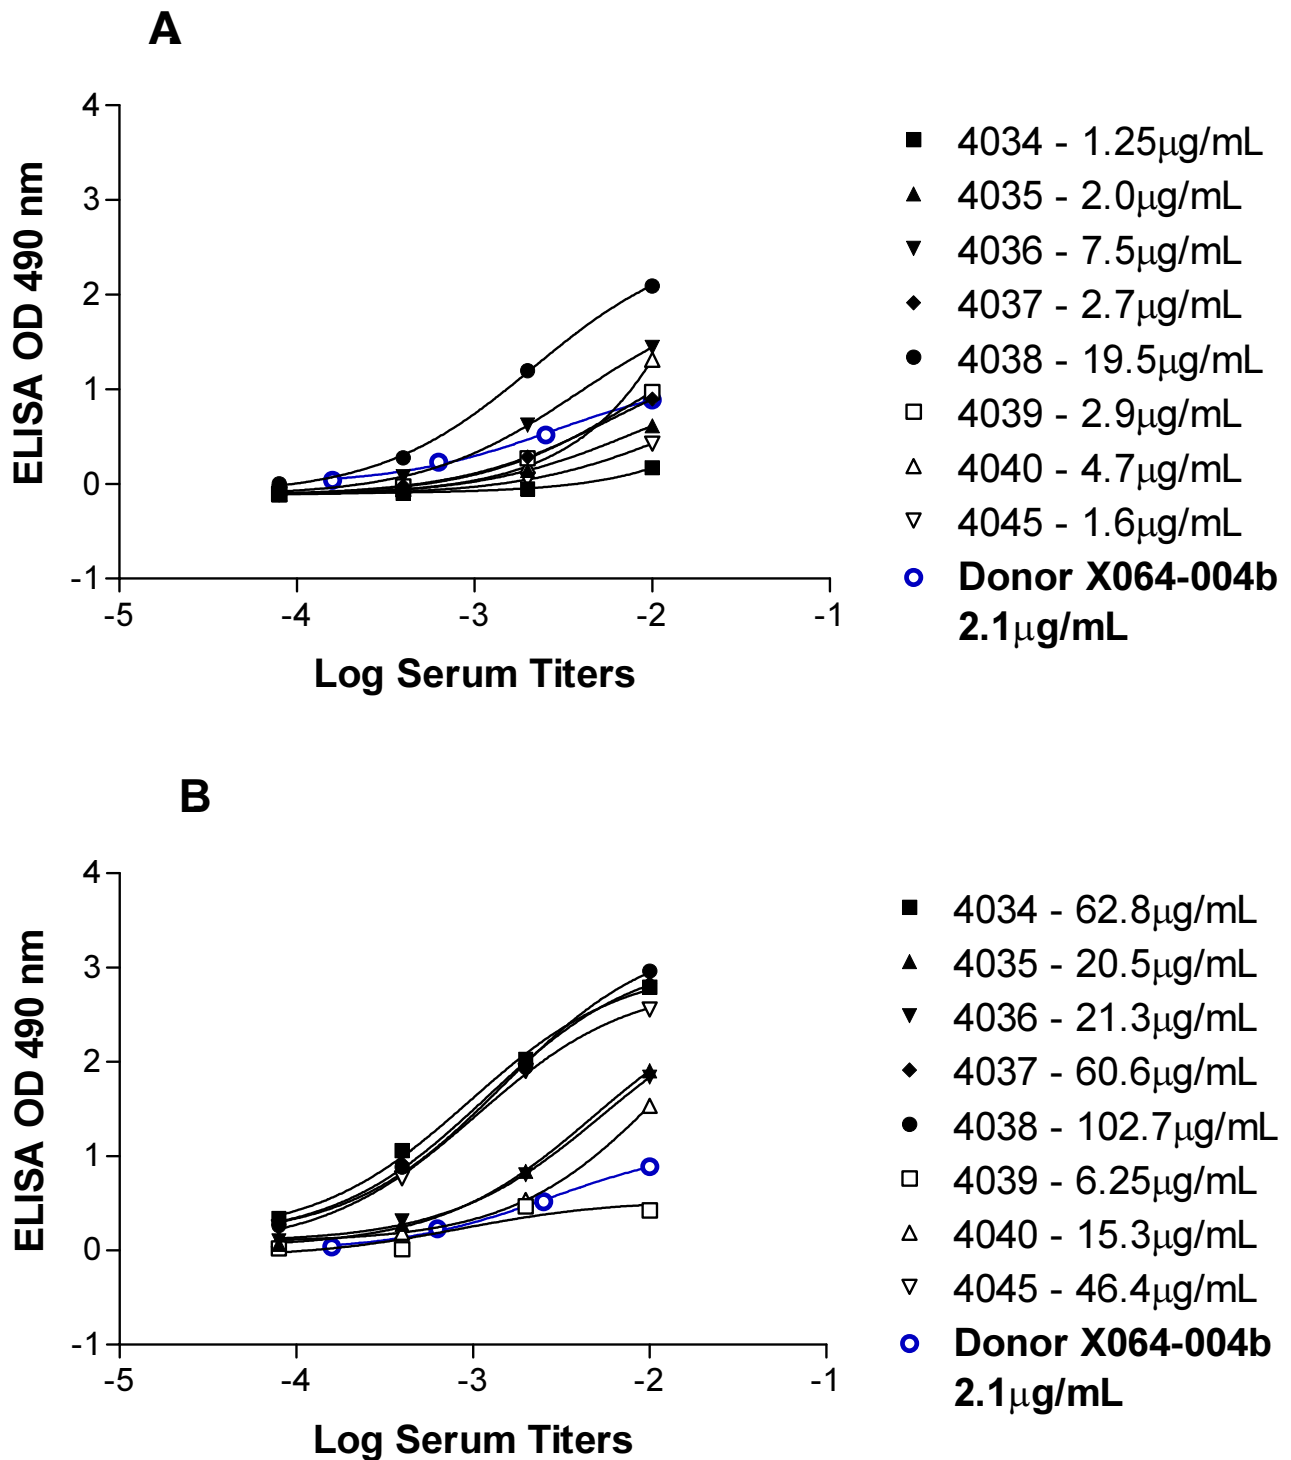 A
4
3
2
1
0
-1
-5
-4
-3
-2
-1
ELISA OD 490 nm
Log Serum Titers
4034 - 1.25μg/mL
4035 - 2.0μg/mL
4036 - 7.5μg/mL
4037 - 2.7μg/mL
4038 - 19.5μg/mL
4039 - 2.9μg/mL
4040 - 4.7μg/mL
4045 - 1.6μg/mL
Donor X064-004b
2.1μg/mL
B
4
3
2
1
0
-1
-5
-4
-3
-2
-1
ELISA OD 490 nm
Log Serum Titers
4034 - 62.8μg/mL
4035 - 20.5μg/mL
4036 - 21.3μg/mL
4037 - 60.6μg/mL
4038 - 102.7μg/mL
4039 - 6.25μg/mL
4040 - 15.3μg/mL
4045 - 46.4μg/mL
Donor X064-004b
2.1μg/mL